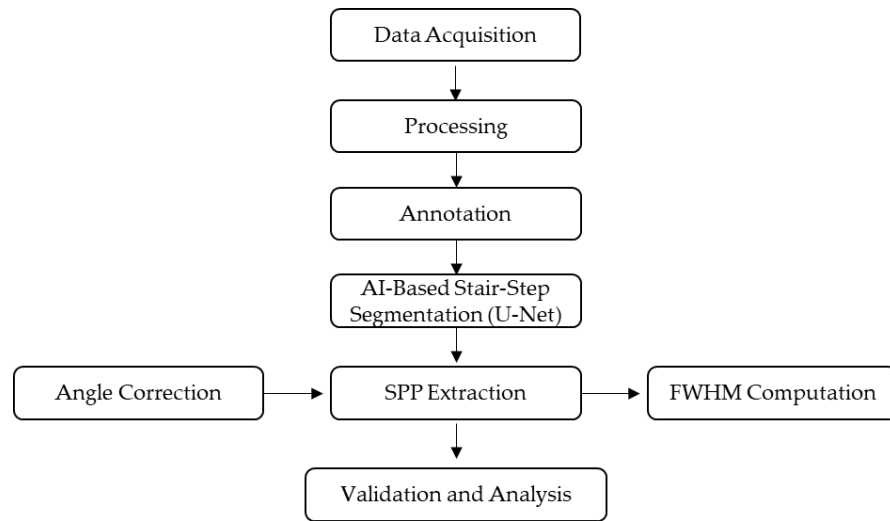 Data Acquisition
Processing
Annotation
AI-Based Stair-Step
Segmentation (U-Net)
Angle Correction
SPP Extraction
FWHM Computation
Validation and Analysis